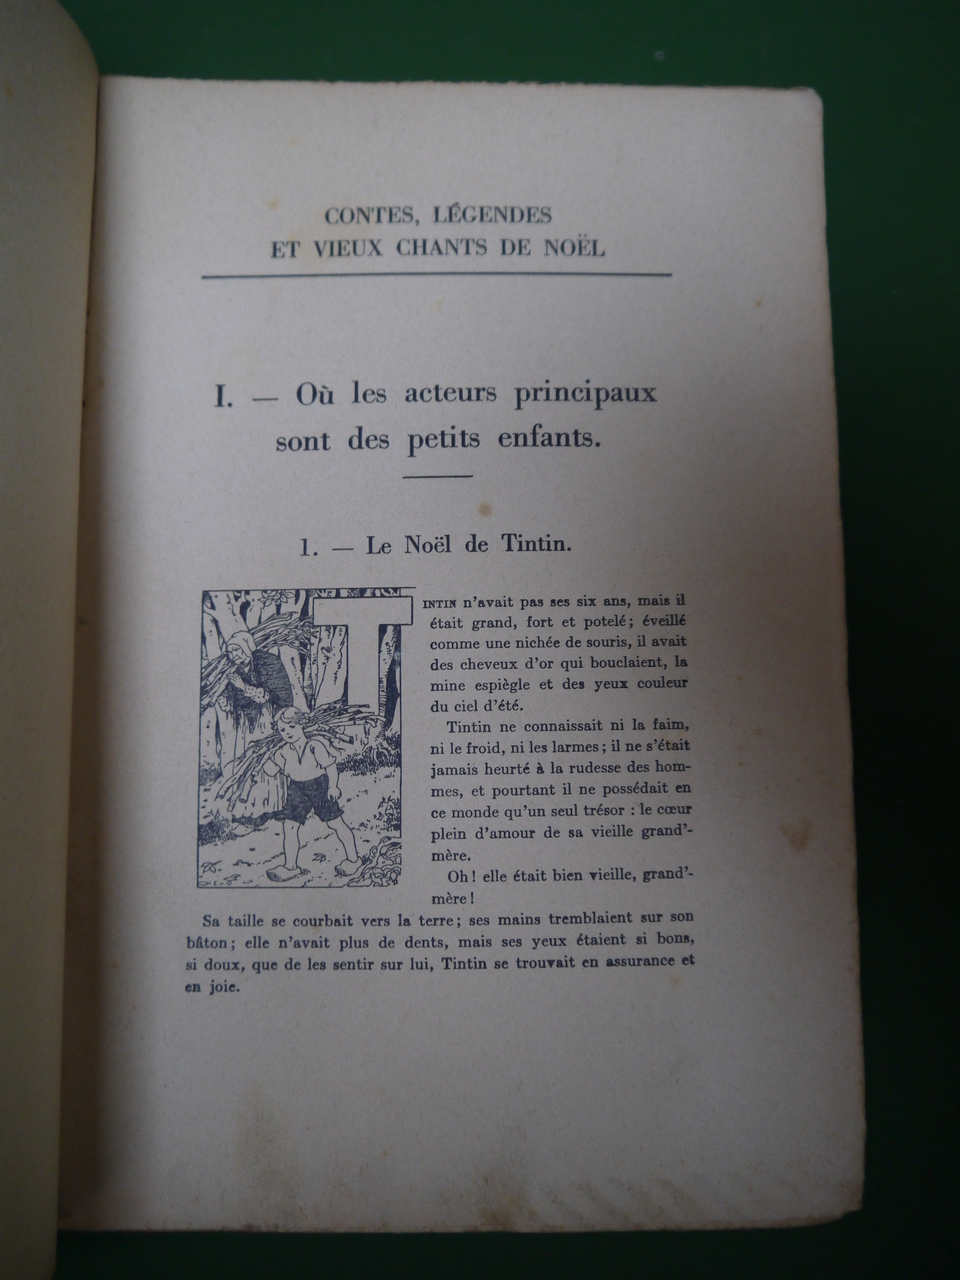 CONTES, LÉGENDES
ET VIEUX CHANTS DE NOËL
I. — Où les acteurs principaux
sont des petits enfants.
1. — Le Noël de Tintin.
TINTIN n'avait pas ses six ans, mais il
était grand, fort et potelé; éveillé
comme une nichée de souris, il avait
des cheveux d'or qui bouclaient, la
mine espiègle et des yeux couleur
du ciel d'été.
Tintin ne connaissait ni la faim,
ni le froid, ni les larmes; il ne s'était
jamais heurté à la rudesse des hom-
mes, et pourtant il ne possédait en
ce monde qu'un seul trésor : le cœur
plein d'amour de sa vieille grand'-
mère.
Oh! elle était bien vieille, grand'-
mère!
Sa taille se courbait vers la terre; ses mains tremblaient sur son
bâton; elle n'avait plus de dents, mais ses yeux étaient si bons,
si doux, que de les sentir sur lui, Tintin se trouvait en assurance et
en joie.